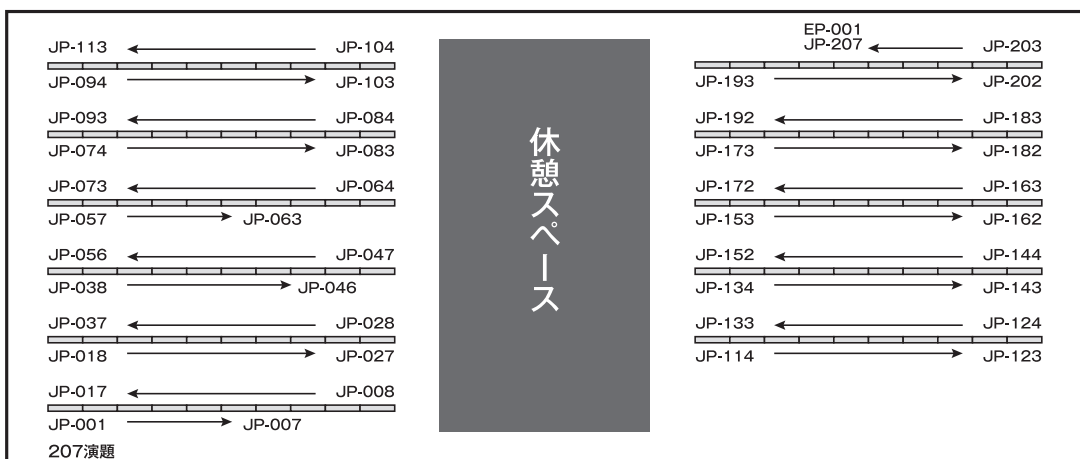 JP-113 JP-104
JP-094 JP-103
JP-093 JP-084
JP-074 JP-083
JP-073 JP-064
JP-057 JP-063
JP-056 JP-047
JP-038 JP-046
JP-037 JP-028
JP-018 JP-027
JP-017 JP-008
JP-001 JP-007
207演題
休憩スペース
EP-001
JP-207 JP-203
JP-193 JP-202
JP-192 JP-183
JP-173 JP-182
JP-172 JP-163
JP-153 JP-162
JP-152 JP-144
JP-134 JP-143
JP-133 JP-124
JP-114 JP-123